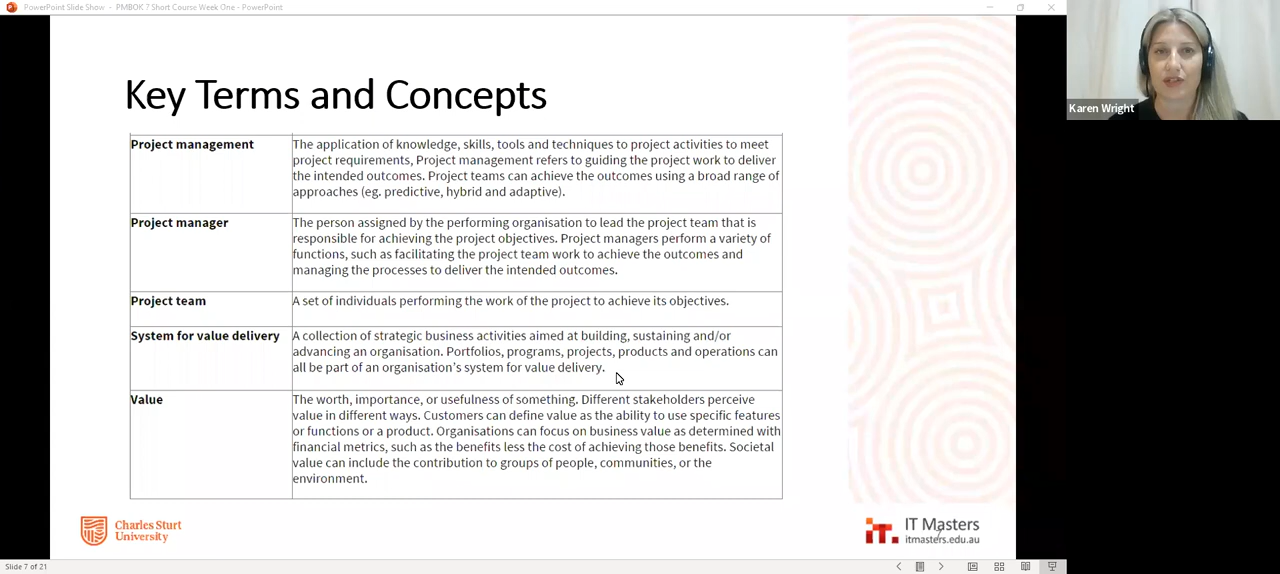 PowerPoint Slide Show - PMBOK 7 Short Course Week One - PowerPoint
Karen Wright
Key Terms and Concepts
Project management
The application of knowledge, skills, tools and techniques to project activities to meet
project requirements, Project management refers to guiding the project work to deliver
the intended outcomes. Project teams can achieve the outcomes using a broad range of
approaches (eg. predictive, hybrid and adaptive).
Project manager
The person assigned by the performing organisation to lead the project team that is
responsible for achieving the project objectives. Project managers perform a variety of
functions, such as facilitating the project team work to achieve the outcomes and
managing the processes to deliver the intended outcomes.
Project team
A set of individuals performing the work of the project to achieve its objectives.
System for value delivery
A collection of strategic business activities aimed at building, sustaining and/or
advancing an organisation. Portfolios, programs, projects, products and operations can
all be part of an organisation's system for value delivery.
Value
The worth, importance, or usefulness of something. Different stakeholders perceive
value in different ways. Customers can define value as the ability to use specific features
or functions or a product. Organisations can focus on business value as determined with
financial metrics, such as the benefits less the cost of achieving those benefits. Societal
value can include the contribution to groups of people, communities, or the
environment.
Charles Sturt
University
it.
IT Masters
itmasters.edu.au
7
Slide 7 of 21